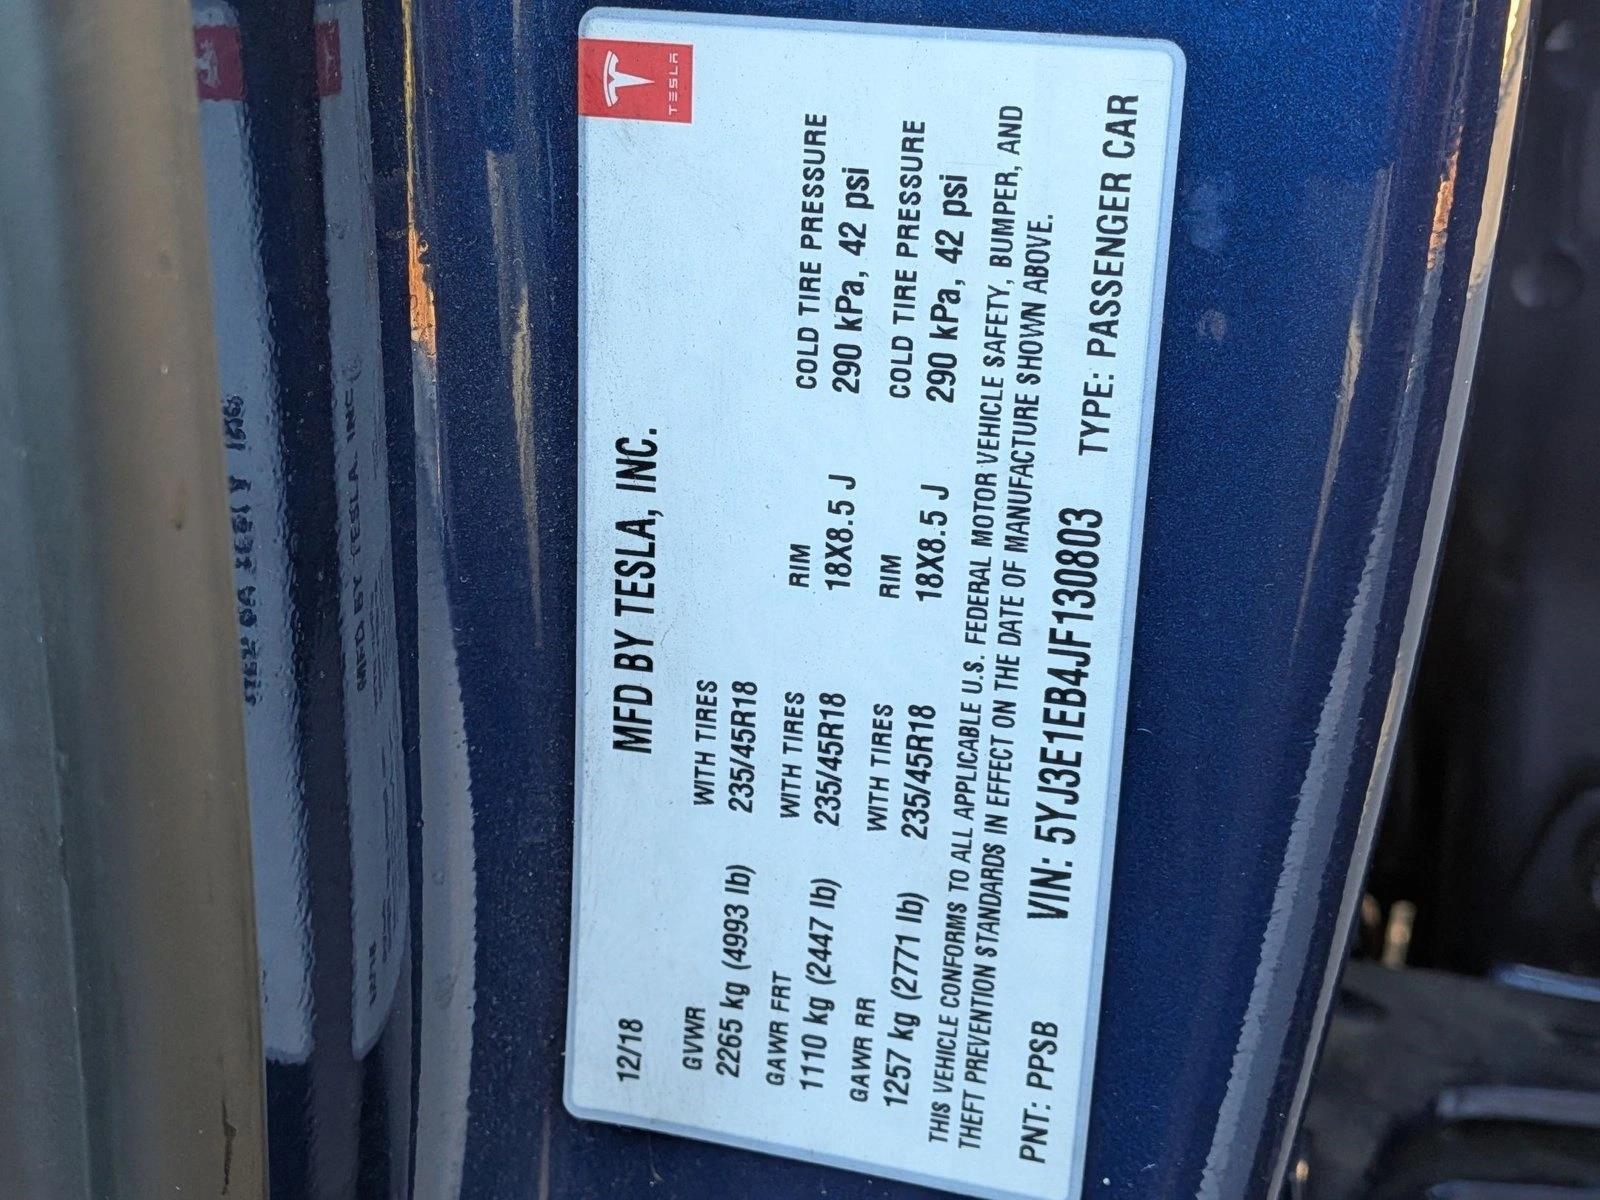 TESLA
12/18 MFD BY TESLA, INC.
GVWR WITH TIRES
2265 kg (4993 lb) 235/45R18
GAWR FRT WITH TIRES RIM COLD TIRE PRESSURE
1110 kg (2447 lb) 235/45R18 18X8.5 J 290 kPa, 42 psi
GAWR RR WITH TIRES RIM COLD TIRE PRESSURE
1257 kg (2771 lb) 235/45R18 18X8.5 J 290 kPa, 42 psi
THIS VEHICLE CONFORMS TO ALL APPLICABLE U.S. FEDERAL MOTOR VEHICLE SAFETY, BUMPER, AND
THEFT PREVENTION STANDARDS IN EFFECT ON THE DATE OF MANUFACTURE SHOWN ABOVE.
PNT: PPSB VIN: 5YJ3E1EB4JF130803 TYPE: PASSENGER CAR
MFD BY TESLA INC